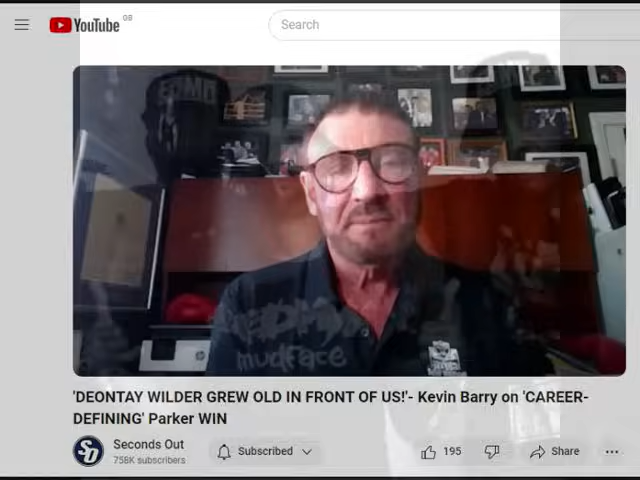 YouTube GB
Search
EDMO
mudface
'DEONTAY WILDER GREW OLD IN FRONT OF US!'- Kevin Barry on 'CAREER-
DEFINING' Parker WIN
Seconds Out
758K subscribers
Subscribed
195
Share
...